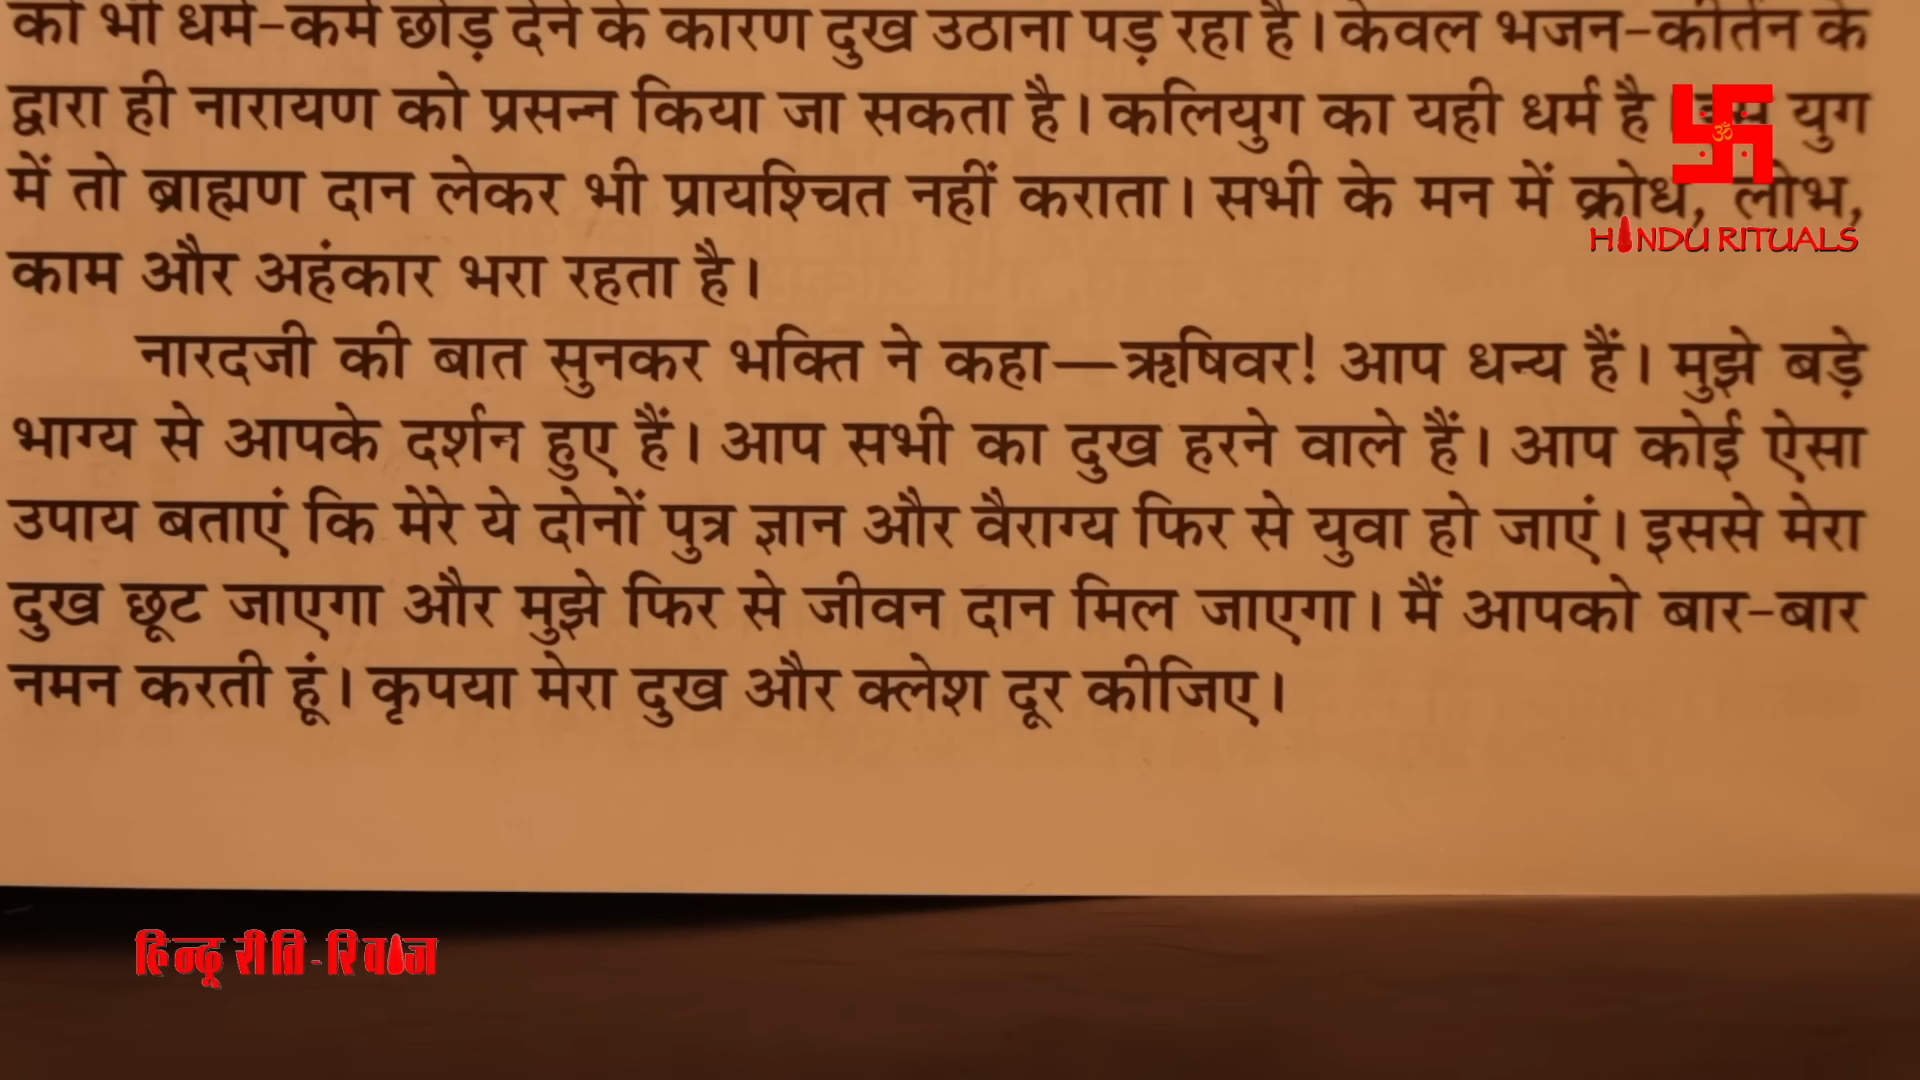 को भी धर्म-कर्म छोड़ देने के कारण दुख उठाना पड़ रहा है। केवल भजन-कीर्तन के
द्वारा ही नारायण को प्रसन्न किया जा सकता है। कलियुग का यही धर्म है युग
में तो ब्राह्मण दान लेकर भी प्रायश्चित नहीं कराता। सभी के मन में क्रोध, लोभ,
काम और अहंकार भरा रहता है।
नारदजी की बात सुनकर भक्ति ने कहा—ऋषिवर! आप धन्य हैं। मुझे बड़े
भाग्य से आपके दर्शन हुए हैं। आप सभी का दुख हरने वाले हैं। आप कोई ऐसा
उपाय बताएं कि मेरे ये दोनों पुत्र ज्ञान और वैराग्य फिर से युवा हो जाएं। इससे मेरा
दुख छूट जाएगा और मुझे फिर से जीवन दान मिल जाएगा। मैं आपको बार-बार
नमन करती हूं। कृपया मेरा दुख और क्लेश दूर कीजिए।
ॐ
HINDU RITUALS
हिन्दू रीति-रिवाज